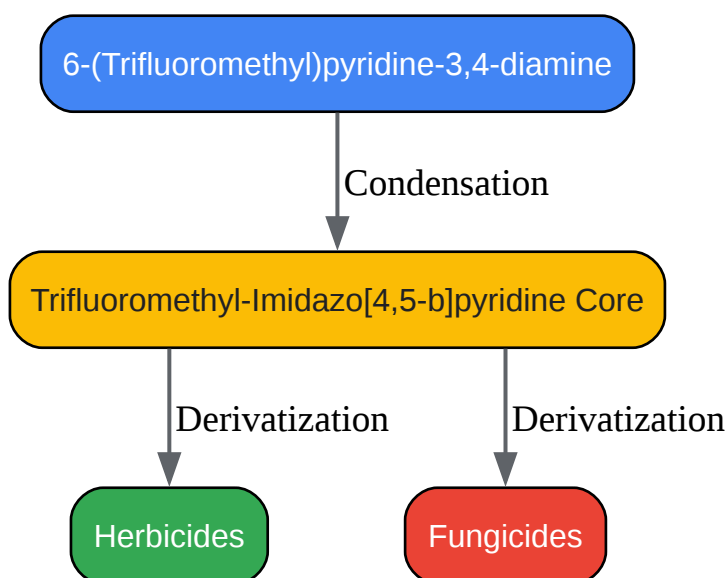 6-(Trifluoromethyl)pyridine-3,4-diamine
Condensation
Trifluoromethyl-Imidazo[4,5-b]pyridine Core
Derivatization
Derivatization
Herbicides
Fungicides